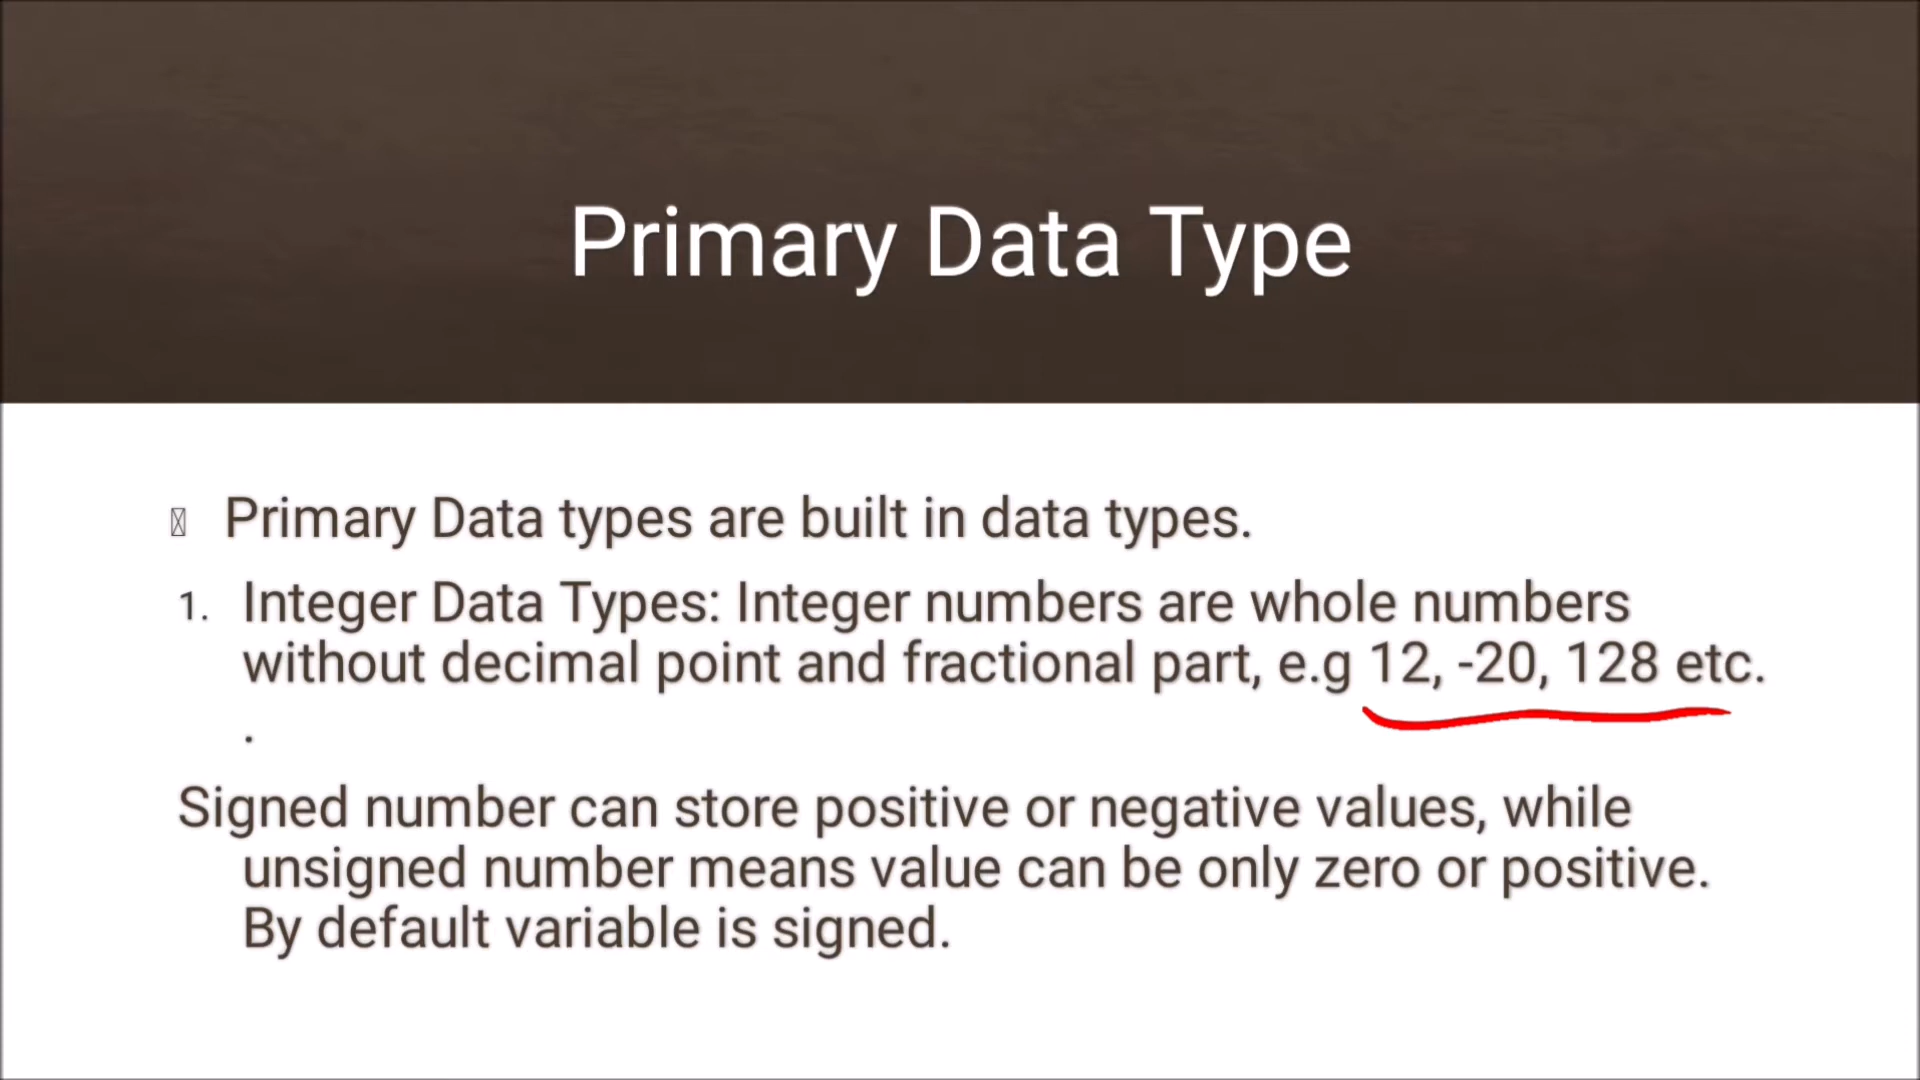 Primary Data Type
Primary Data types are built in data types.
1. Integer Data Types: Integer numbers are whole numbers
without decimal point and fractional part, e.g 12, -20, 128 etc.
.
Signed number can store positive or negative values, while
unsigned number means value can be only zero or positive.
By default variable is signed.